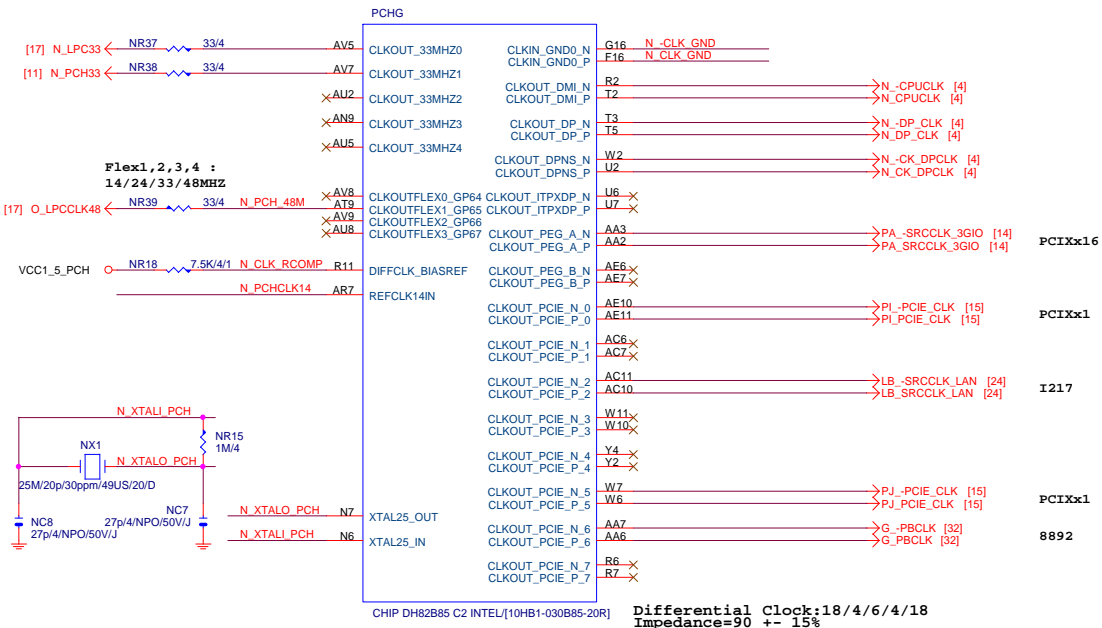 PCHG
[17] N_LPC33 NR37 33/4 AV5 CLKOUT_33MHZ0 CLKIN_GND0_N G16 N_-CLK_GND
CLKIN_GND0_P F16 N_CLK_GND
[11] N_PCH33 NR38 33/4 AV7 CLKOUT_33MHZ1
CLKOUT_DMI_N R2 N_-CPUCLK [4]
AU2 CLKOUT_33MHZ2 CLKOUT_DMI_P T2 N_CPUCLK [4]
AN9 CLKOUT_33MHZ3 CLKOUT_DP_N T3 N_-DP_CLK [4]
CLKOUT_DP_P T5 N_DP_CLK [4]
AU5 CLKOUT_33MHZ4
CLKOUT_DPNS_N W2 N_-CK_DPCLK [4]
CLKOUT_DPNS_P U2 N_CK_DPCLK [4]
Flex1,2,3,4 :
14/24/33/48MHZ
AV8 CLKOUTFLEX0_GP64 CLKOUT_ITPXDP_N U6
[17] O_LPCCLK48 NR39 33/4 N_PCH_48M AT9 CLKOUTFLEX1_GP65 CLKOUT_ITPXDP_P U7
AV9 CLKOUTFLEX2_GP66
AU8 CLKOUTFLEX3_GP67 CLKOUT_PEG_A_N AA3 PA_-SRCCLK_3GIO [14]
CLKOUT_PEG_A_P AA2 PA_SRCCLK_3GIO [14]
PCIXx16
VCC1_5_PCH NR18 7.5K/4/1 N_CLK_RCOMP R11 DIFFCLK_BIASREF CLKOUT_PEG_B_N AE6
CLKOUT_PEG_B_P AE7
N_PCHCLK14 AR7 REFCLK14IN
CLKOUT_PCIE_N_0 AE10 PI_-PCIE_CLK [15]
CLKOUT_PCIE_P_0 AE11 PI_PCIE_CLK [15]
PCIXx1
CLKOUT_PCIE_N_1 AC6
CLKOUT_PCIE_P_1 AC7
CLKOUT_PCIE_N_2 AC11 LB_-SRCCLK_LAN [24]
CLKOUT_PCIE_P_2 AC10 LB_SRCCLK_LAN [24]
I217
N_XTALI_PCH
CLKOUT_PCIE_N_3 W11
CLKOUT_PCIE_P_3 W10
NR15
1M/4
NX1 N_XTALO_PCH
25M/20p/30ppm/49US/20/D
CLKOUT_PCIE_N_4 Y4
CLKOUT_PCIE_P_4 Y2
CLKOUT_PCIE_N_5 W7 PJ_-PCIE_CLK [15]
CLKOUT_PCIE_P_5 W6 PJ_PCIE_CLK [15]
PCIXx1
NC8
27p/4/NPO/50V/J
NC7
27p/4/NPO/50V/J
N_XTALO_PCH N7 XTAL25_OUT
CLKOUT_PCIE_N_6 AA7 G_-PBCLK [32]
N_XTALI_PCH N6 XTAL25_IN CLKOUT_PCIE_P_6 AA6 G_PBCLK [32]
8892
CLKOUT_PCIE_N_7 R6
CLKOUT_PCIE_P_7 R7
CHIP DH82B85 C2 INTEL/[10HB1-030B85-20R]
Differential Clock:18/4/6/4/18
Impedance=90 +- 15%